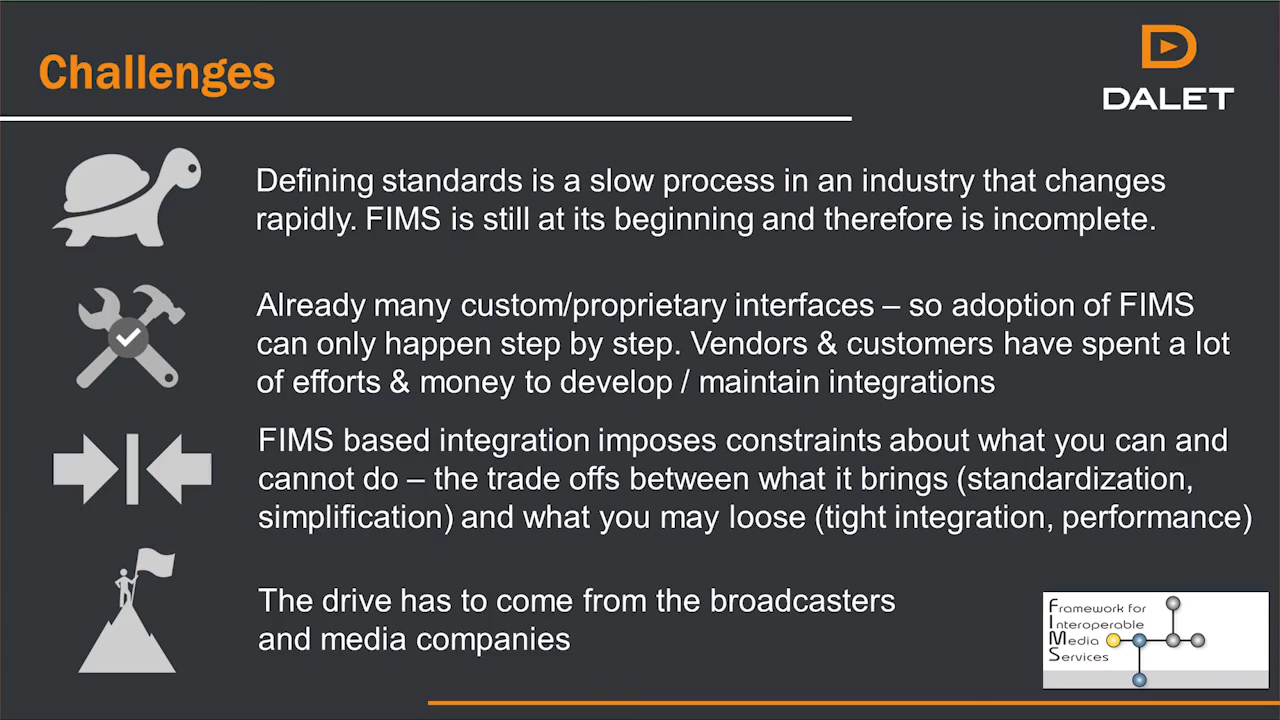 Challenges
DALET
Defining standards is a slow process in an industry that changes
rapidly. FIMS is still at its beginning and therefore is incomplete.
Already many custom/proprietary interfaces – so adoption of FIMS
can only happen step by step. Vendors & customers have spent a lot
of efforts & money to develop / maintain integrations
FIMS based integration imposes constraints about what you can and
cannot do – the trade offs between what it brings (standardization,
simplification) and what you may loose (tight integration, performance)
The drive has to come from the broadcasters
and media companies
Framework for
Interoperable
Media
Services